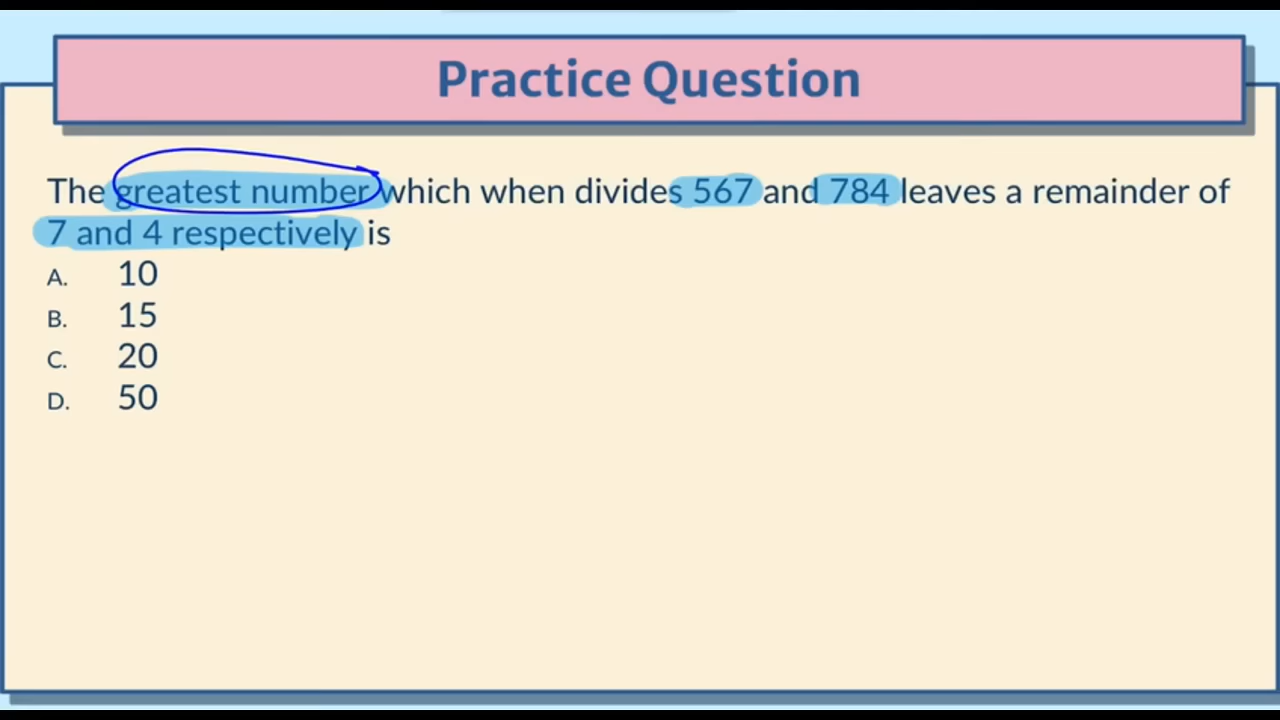 Practice Question
The greatest number which when divides 567 and 784 leaves a remainder of
7 and 4 respectively is
A. 10
B. 15
C. 20
D. 50